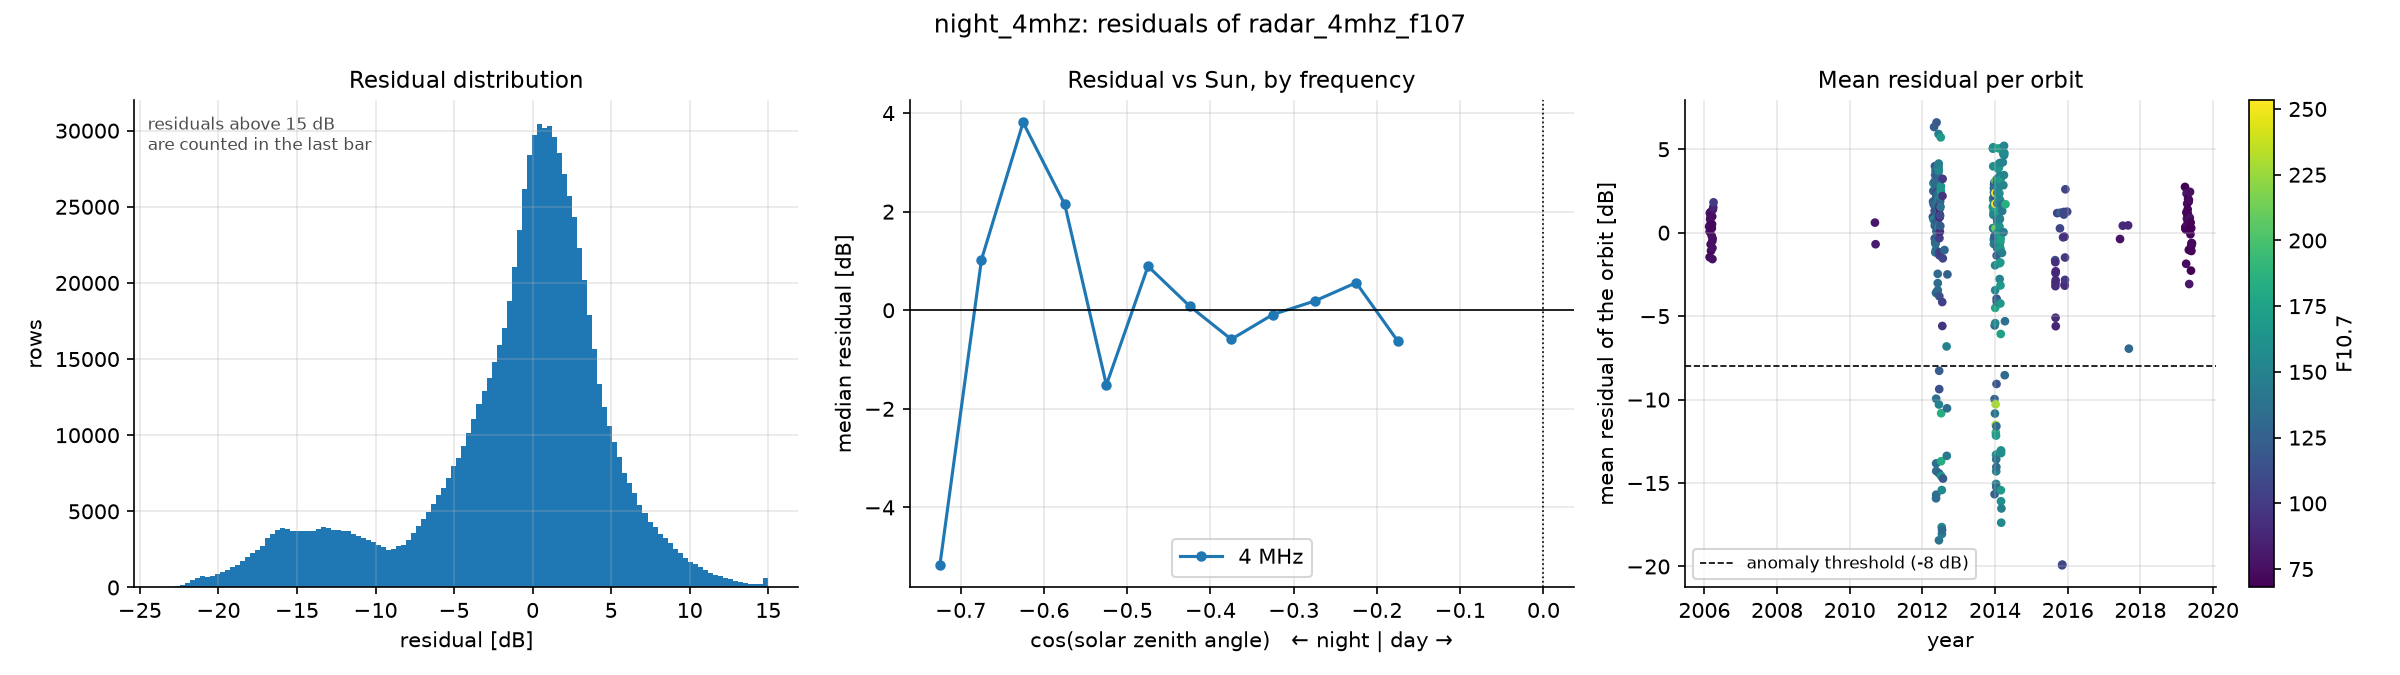 night_4mhz: residuals of radar_4mhz_f107
Residual distribution
residuals above 15 dB
are counted in the last bar
rows
30000
25000
20000
15000
10000
5000
0
−25 −20 −15 −10 −5 0 5 10 15
residual [dB]
Residual vs Sun, by frequency
median residual [dB]
4
2
0
−2
−4
4 MHz
−0.7 −0.6 −0.5 −0.4 −0.3 −0.2 −0.1 0.0
cos(solar zenith angle) ← night | day →
Mean residual per orbit
mean residual of the orbit [dB]
5
0
−5
−10
−15
−20
anomaly threshold (-8 dB)
2006 2008 2010 2012 2014 2016 2018 2020
year
250
225
200
175
150
125
100
75
F10.7